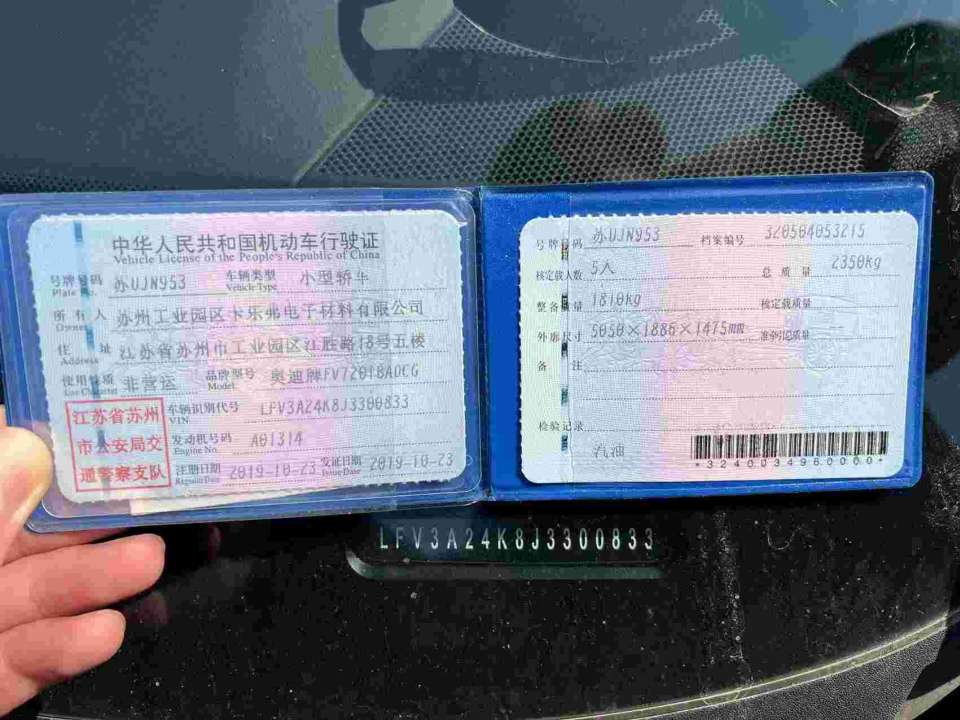 中华人民共和国机动车行驶证
Vehicle License of the People's Republic of China
号牌号码 苏UJN953 车辆类型 小型轿车
Plate No. Vehicle Type
所有人 苏州工业园区卡乐弗电子材料有限公司
Owner
住址 江苏省苏州市工业园区江胜路18号五楼
Address
使用性质 非营运 品牌型号 奥迪牌FV7201BADCG
Use Character Model
江苏省苏州
市公安局交
通警察支队
车辆识别代号 LFV3A24K8J3300833
VIN
发动机号码 A01314
Engine No.
注册日期 2019-10-23 发证日期 2019-10-23
Register Date Issue Date
号牌号码 苏UJN953 档案编号 320504053215
核定载人数 5人 总质量 2350kg
整备质量 1810kg 核定载质量
外廓尺寸 5050×1886×1475mm 准牵引总质量
备注
检验记录
汽油
*3240034960060*
LFV3A24K8J3300833